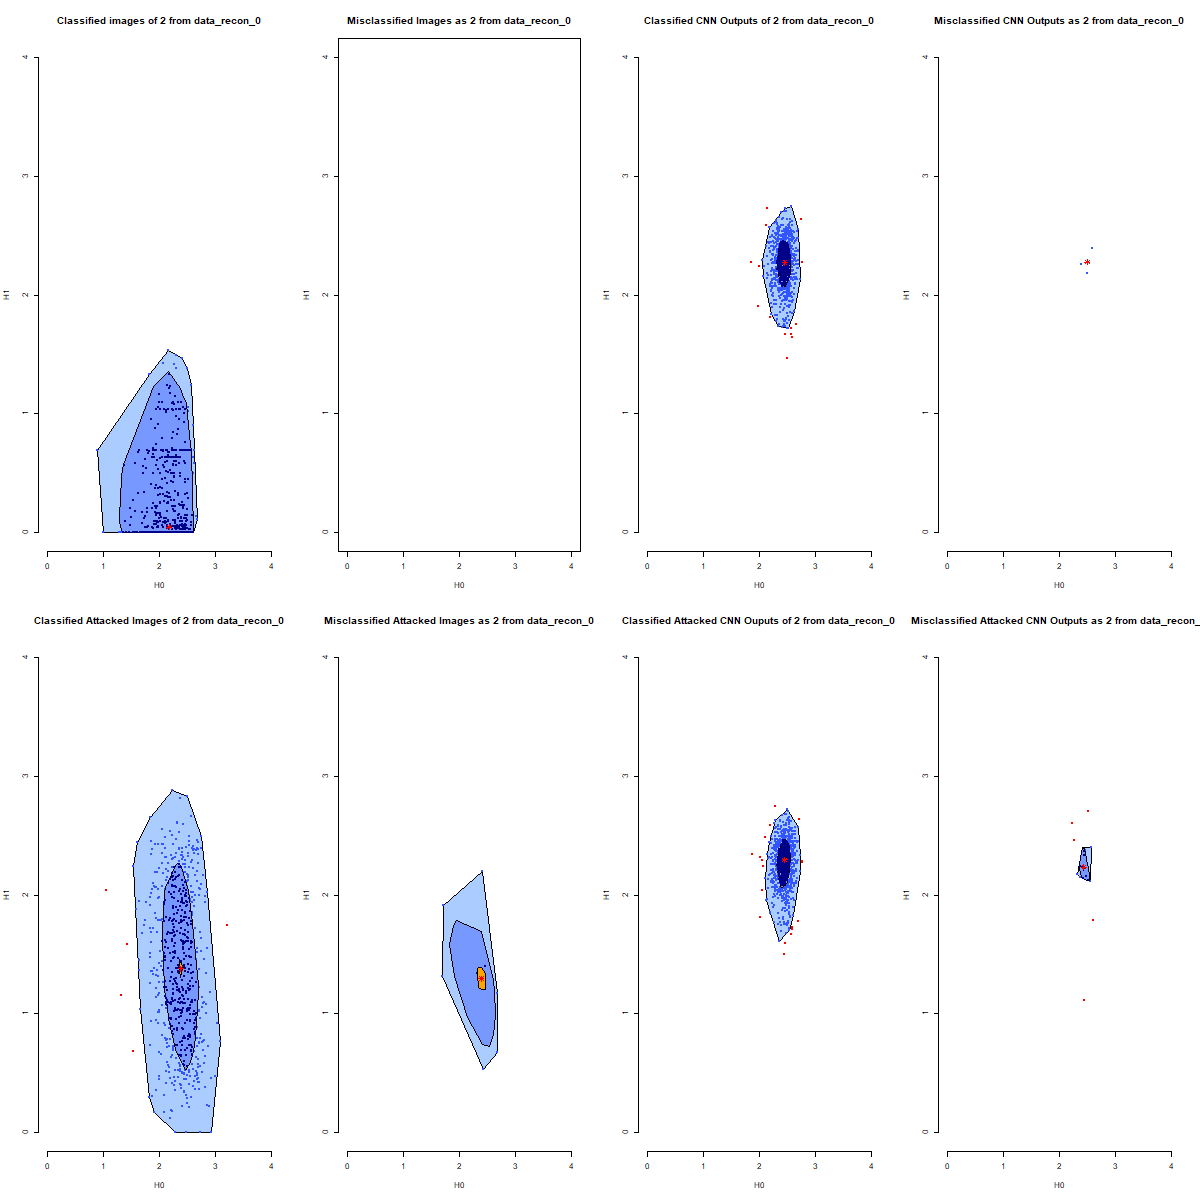 Classified images of 2 from data_recon_0
Misclassified Images as 2 from data_recon_0
Classified CNN Outputs of 2 from data_recon_0
Misclassified CNN Outputs as 2 from data_recon_0
4
3
2
1
0
H1
0 1 2 3 4
H0
4
3
2
1
0
H1
0 1 2 3 4
H0
4
3
2
1
0
H1
0 1 2 3 4
H0
4
3
2
1
0
H1
0 1 2 3 4
H0
Classified Attacked Images of 2 from data_recon_0
Misclassified Attacked Images as 2 from data_recon_0
Classified Attacked CNN Ouputs of 2 from data_recon_0
Misclassified Attacked CNN Outputs as 2 from data_recon_
4
3
2
1
0
H1
0 1 2 3 4
H0
4
3
2
1
0
H1
0 1 2 3 4
H0
4
3
2
1
0
H1
0 1 2 3 4
H0
4
3
2
1
0
H1
0 1 2 3 4
H0